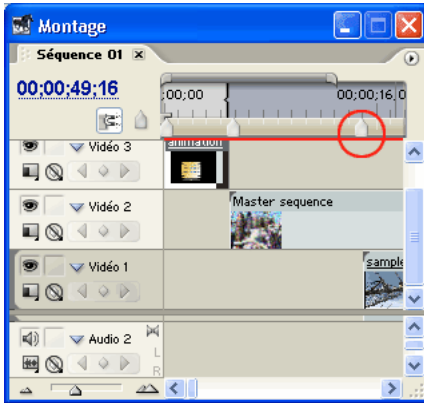 Montage
Séquence 01
00;00;49;16
;00;00
00;00;16;0
Vidéo 3
animation
Vidéo 2
Master sequence
Vidéo 1
sample
Audio 2
L
R